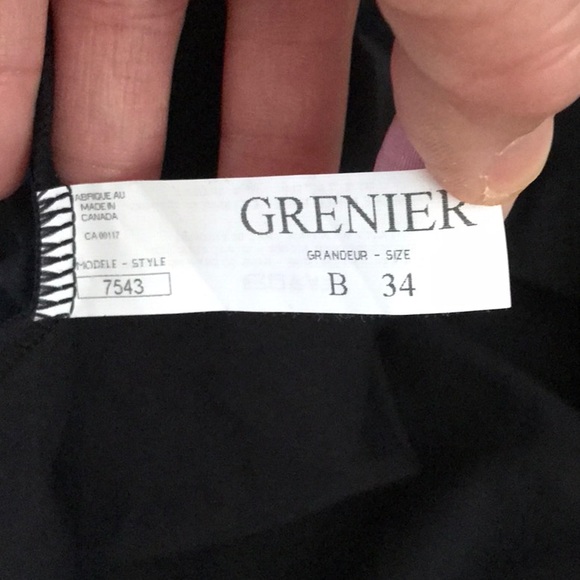 ABRIQUE AU
MADE IN
CANADA
CA 00117
MODELE - STYLE
7543
GRENIER
GRANDEUR - SIZE
B 34